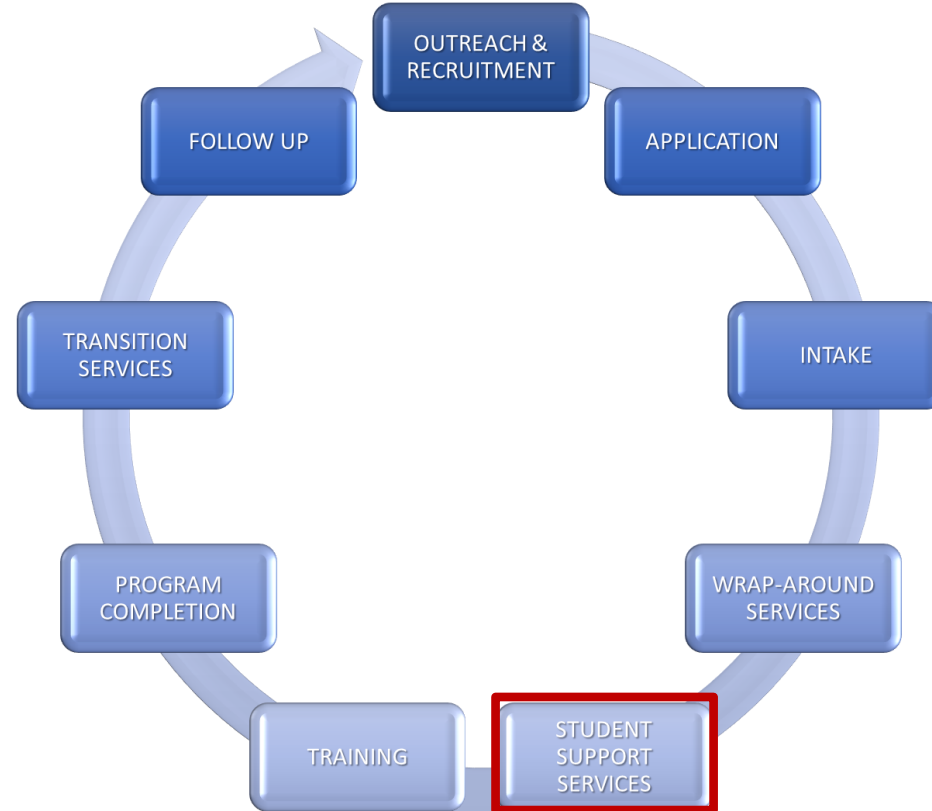 OUTREACH &
RECRUITMENT
APPLICATION
INTAKE
WRAP-AROUND
SERVICES
STUDENT
SUPPORT
SERVICES
TRAINING
PROGRAM
COMPLETION
TRANSITION
SERVICES
FOLLOW UP